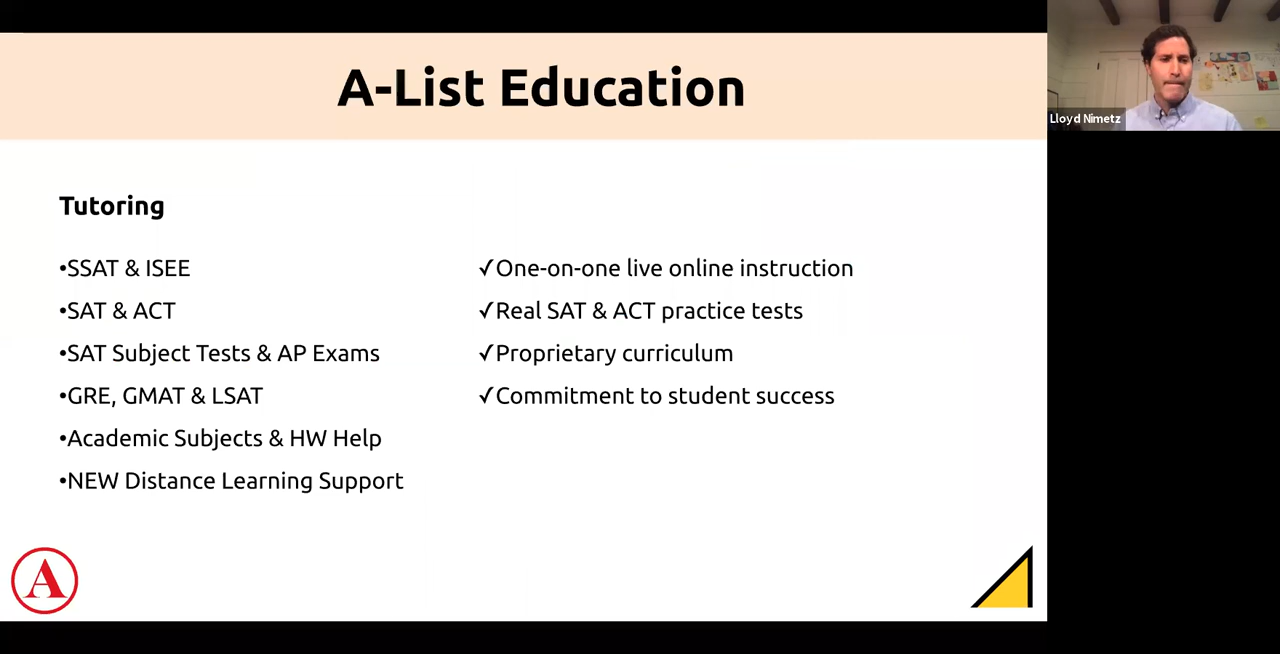 A-List Education
Lloyd Nimetz
Tutoring
•SSAT & ISEE
•SAT & ACT
•SAT Subject Tests & AP Exams
•GRE, GMAT & LSAT
•Academic Subjects & HW Help
•NEW Distance Learning Support
✓One-on-one live online instruction
✓Real SAT & ACT practice tests
✓Proprietary curriculum
✓Commitment to student success
A